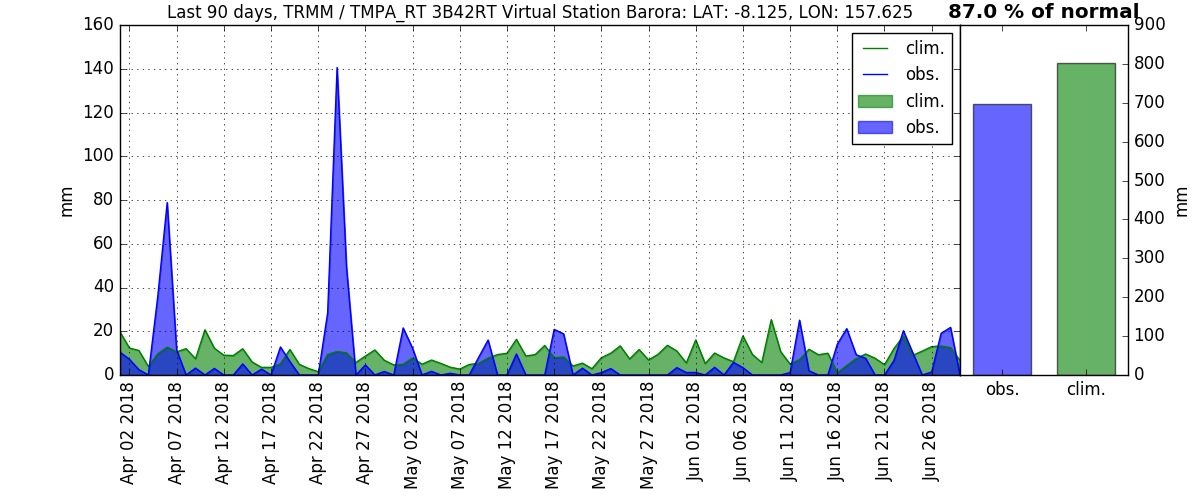 Last 90 days, TRMM / TMPA_RT 3B42RT Virtual Station Barora: LAT: -8.125, LON: 157.625
87.0 % of normal
160
140
120
100
80
60
40
20
0
mm
clim.
obs.
clim.
obs.
900
800
700
600
500
400
300
200
100
0
mm
Apr 02 2018
Apr 07 2018
Apr 12 2018
Apr 17 2018
Apr 22 2018
Apr 27 2018
May 02 2018
May 07 2018
May 12 2018
May 17 2018
May 22 2018
May 27 2018
Jun 01 2018
Jun 06 2018
Jun 11 2018
Jun 16 2018
Jun 21 2018
Jun 26 2018
obs.
clim.